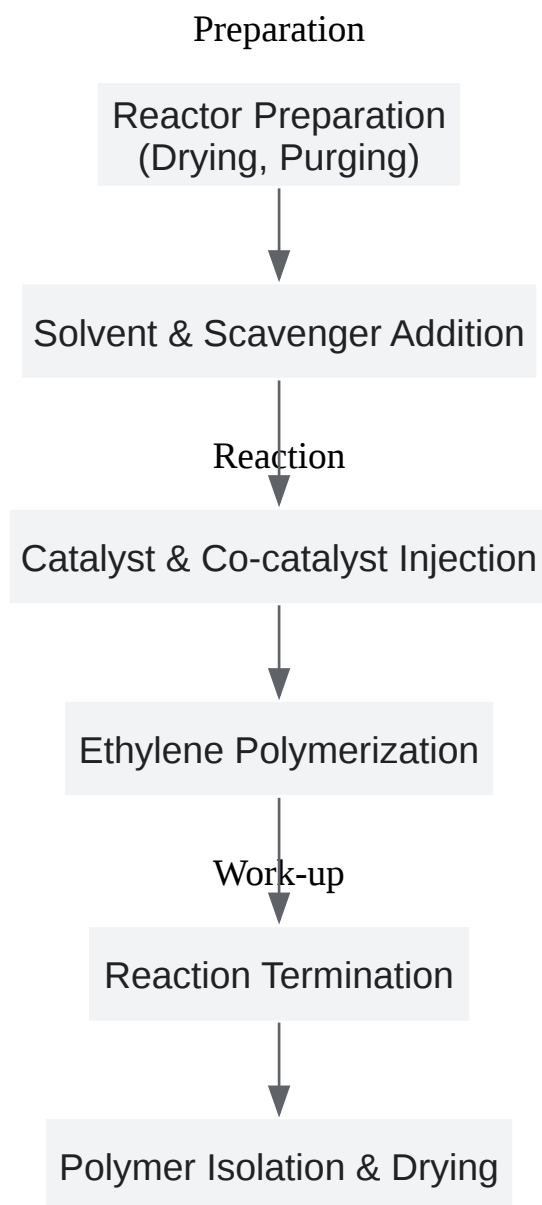 Preparation
Reactor Preparation
(Drying, Purging)
Solvent & Scavenger Addition
Reaction
Catalyst & Co-catalyst Injection
Ethylene Polymerization
Work-up
Reaction Termination
Polymer Isolation & Drying